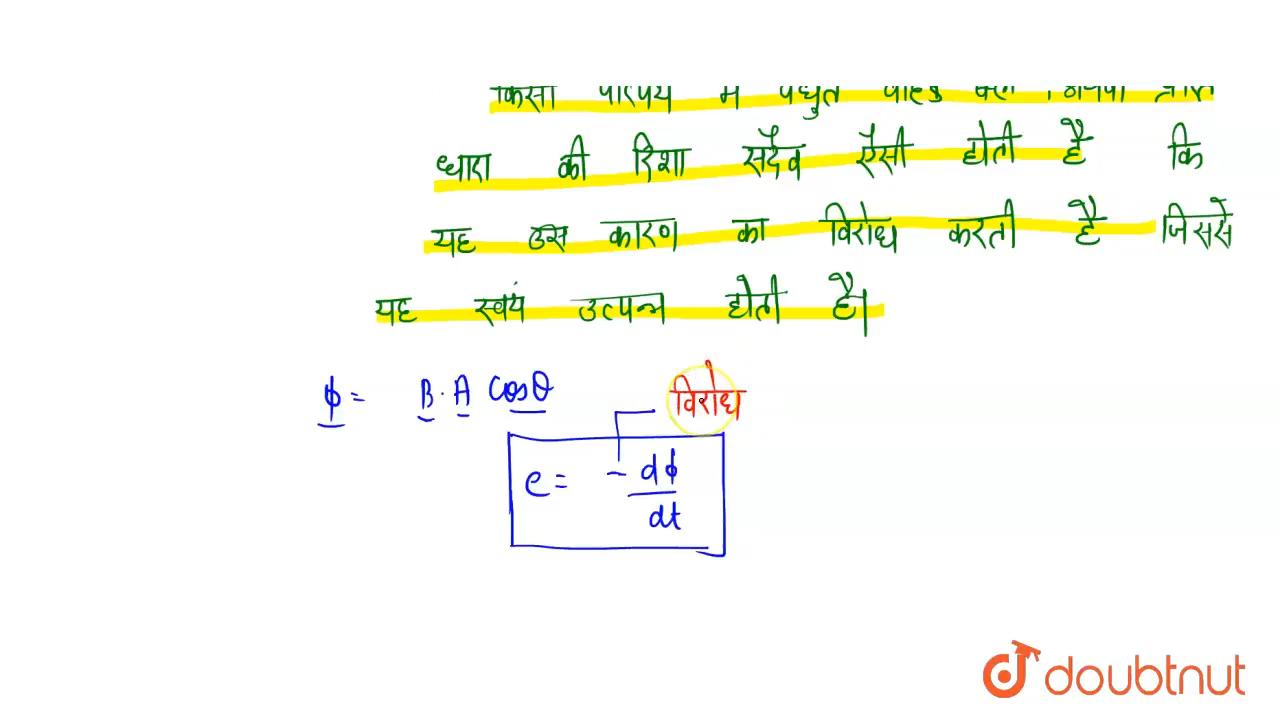 धारा की दिशा सदैव ऐसी होती है कि
यह उस कारण का विरोध करती है जिससे
यह स्वयं उत्पन्न होती है।
ϕ = B . A cosθ
विरोध
e = - dϕ
dt
doubtnut